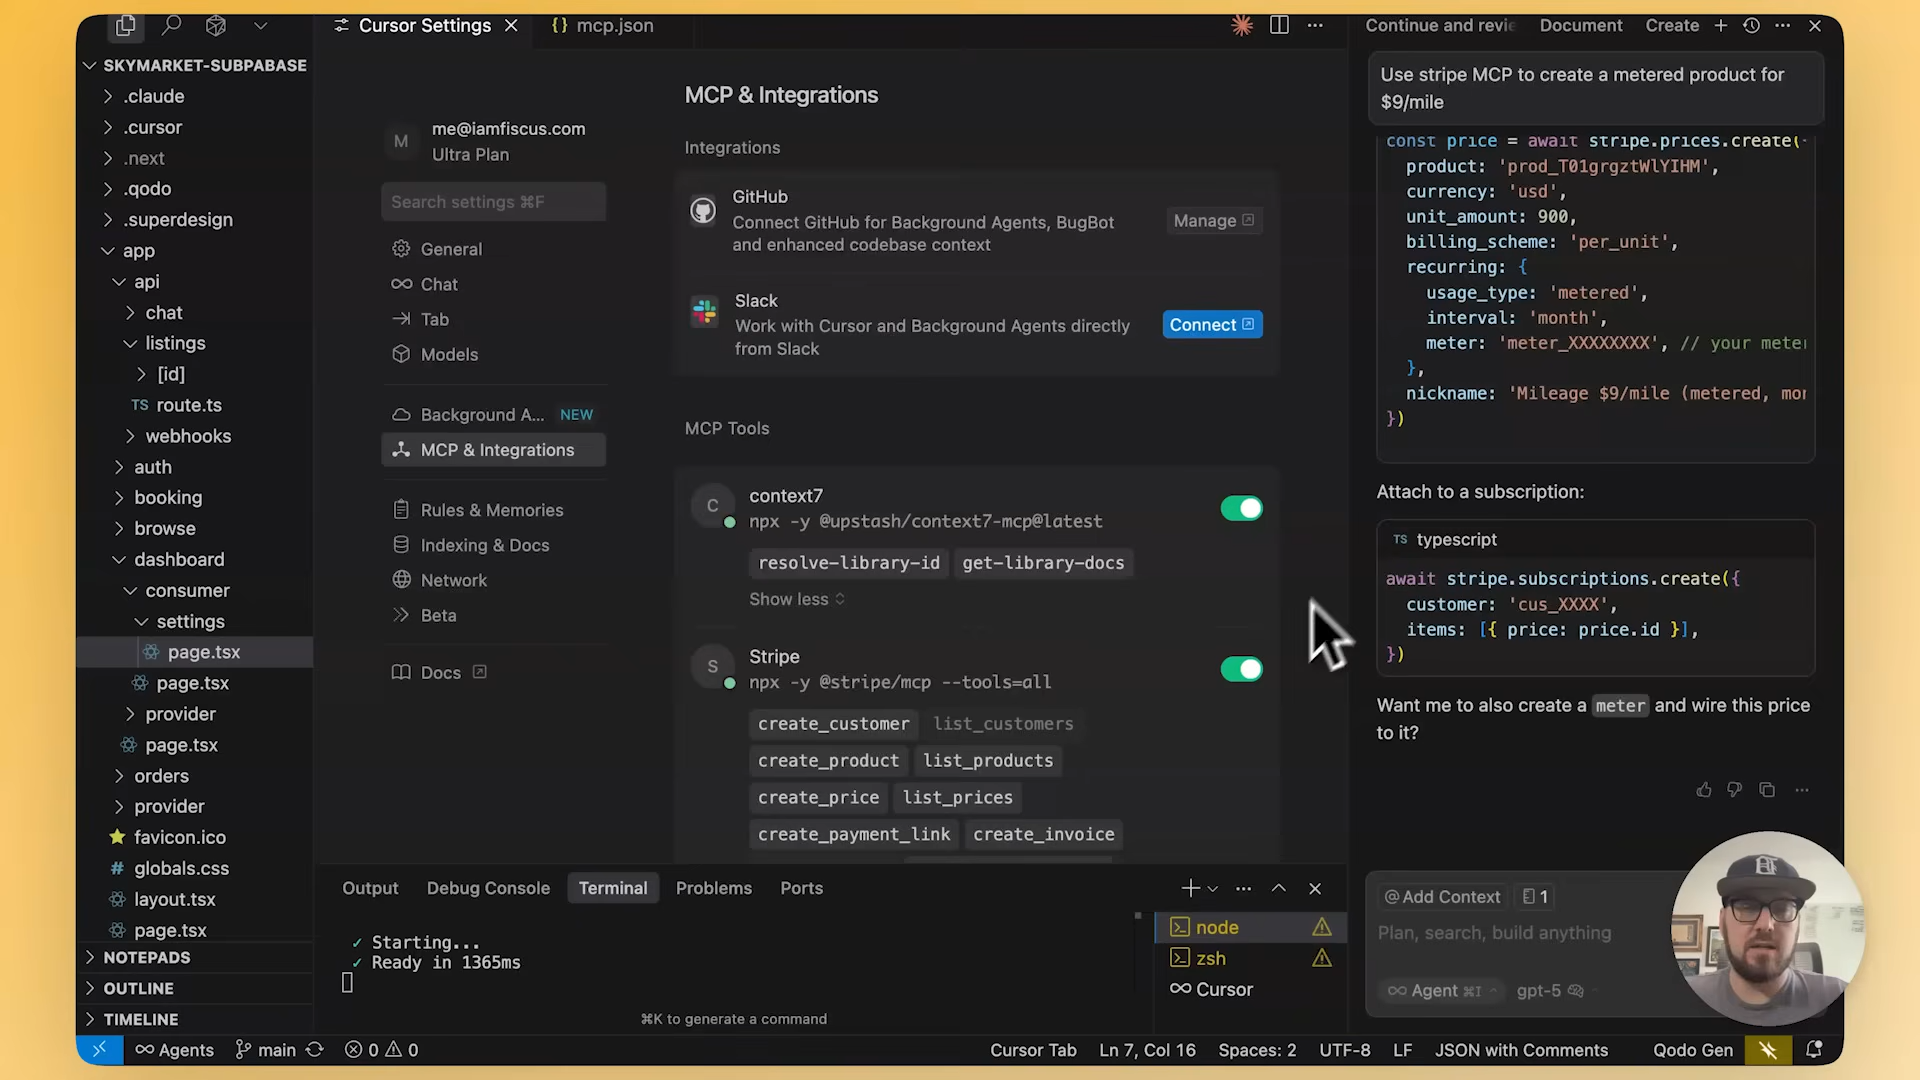 Cursor Settings
mcp.json
Continue and revie
Document
Create
SKYMARKET-SUBPABASE
.claude
.cursor
.next
.qodo
.superdesign
app
api
chat
listings
[id]
TS route.ts
webhooks
auth
booking
browse
dashboard
consumer
settings
page.tsx
page.tsx
provider
page.tsx
orders
provider
favicon.ico
# globals.css
layout.tsx
page.tsx
NOTEPADS
OUTLINE
TIMELINE
M
me@iamfiscus.com
Ultra Plan
Search settings ⌘F
General
Chat
Tab
Models
Background A... NEW
MCP & Integrations
Rules & Memories
Indexing & Docs
Network
Beta
Docs
MCP & Integrations
Integrations
GitHub
Connect GitHub for Background Agents, BugBot
and enhanced codebase context
Manage
Slack
Work with Cursor and Background Agents directly
from Slack
Connect
MCP Tools
C
context7
npx -y @upstash/context7-mcp@latest
resolve-library-id get-library-docs
Show less
S
Stripe
npx -y @stripe/mcp --tools=all
create_customer list_customers
create_product list_products
create_price list_prices
create_payment_link create_invoice
Output Debug Console Terminal Problems Ports
✓ Starting...
✓ Ready in 1365ms
⌘K to generate a command
node
zsh
Cursor
Use stripe MCP to create a metered product for
$9/mile
const price = await stripe.prices.create(
product: 'prod_T01grgztWlYIHM',
currency: 'usd',
unit_amount: 900,
billing_scheme: 'per_unit',
recurring: {
usage_type: 'metered',
interval: 'month',
meter: 'meter_XXXXXXXX', // your meter
},
nickname: 'Mileage $9/mile (metered, mor
})
Attach to a subscription:
TS typescript
await stripe.subscriptions.create({
customer: 'cus_XXXX',
items: [{ price: price.id }],
})
Want me to also create a meter and wire this price
to it?
@ Add Context 1
Plan, search, build anything
Agent ⌘I gpt-5
Agents main 0 0
Cursor Tab Ln 7, Col 16 Spaces: 2 UTF-8 LF JSON with Comments Qodo Gen